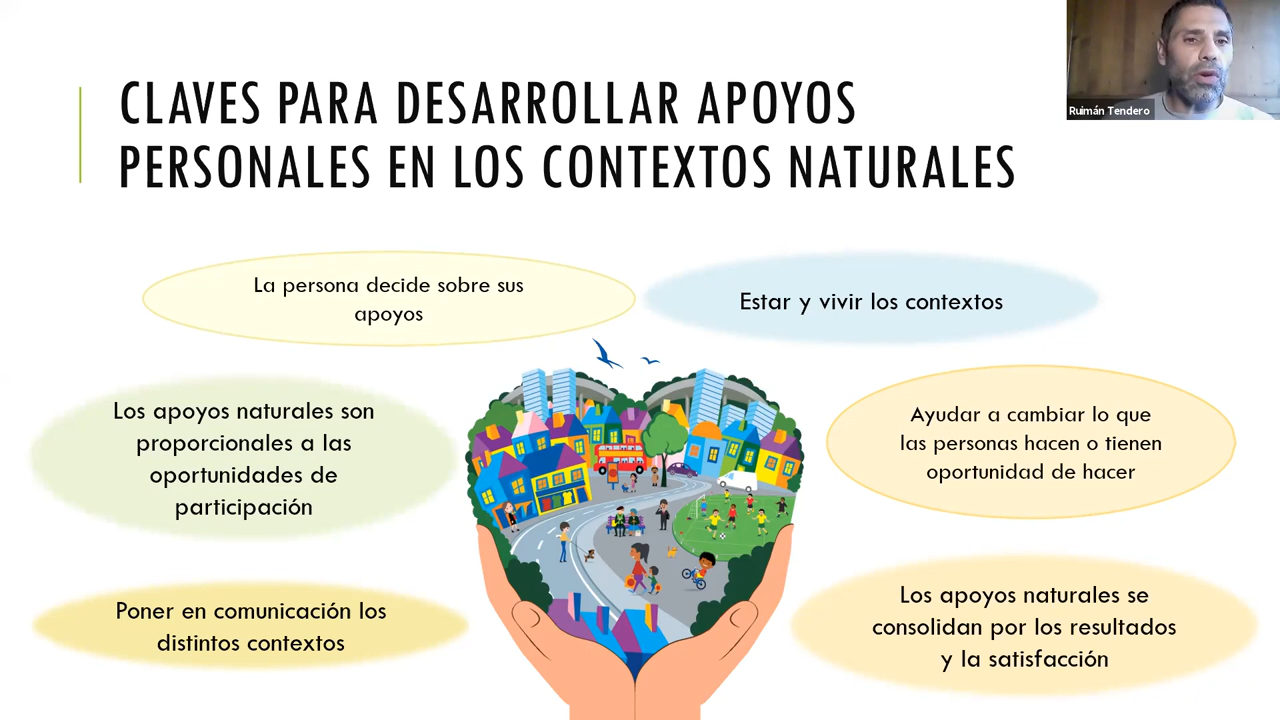 CLAVES PARA DESARROLLAR APOYOS
PERSONALES EN LOS CONTEXTOS NATURALES
Ruimán Tendero
La persona decide sobre sus
apoyos
Estar y vivir los contextos
Los apoyos naturales son
proporcionales a las
oportunidades de
participación
Ayudar a cambiar lo que
las personas hacen o tienen
oportunidad de hacer
Poner en comunicación los
distintos contextos
Los apoyos naturales se
consolidan por los resultados
y la satisfacción